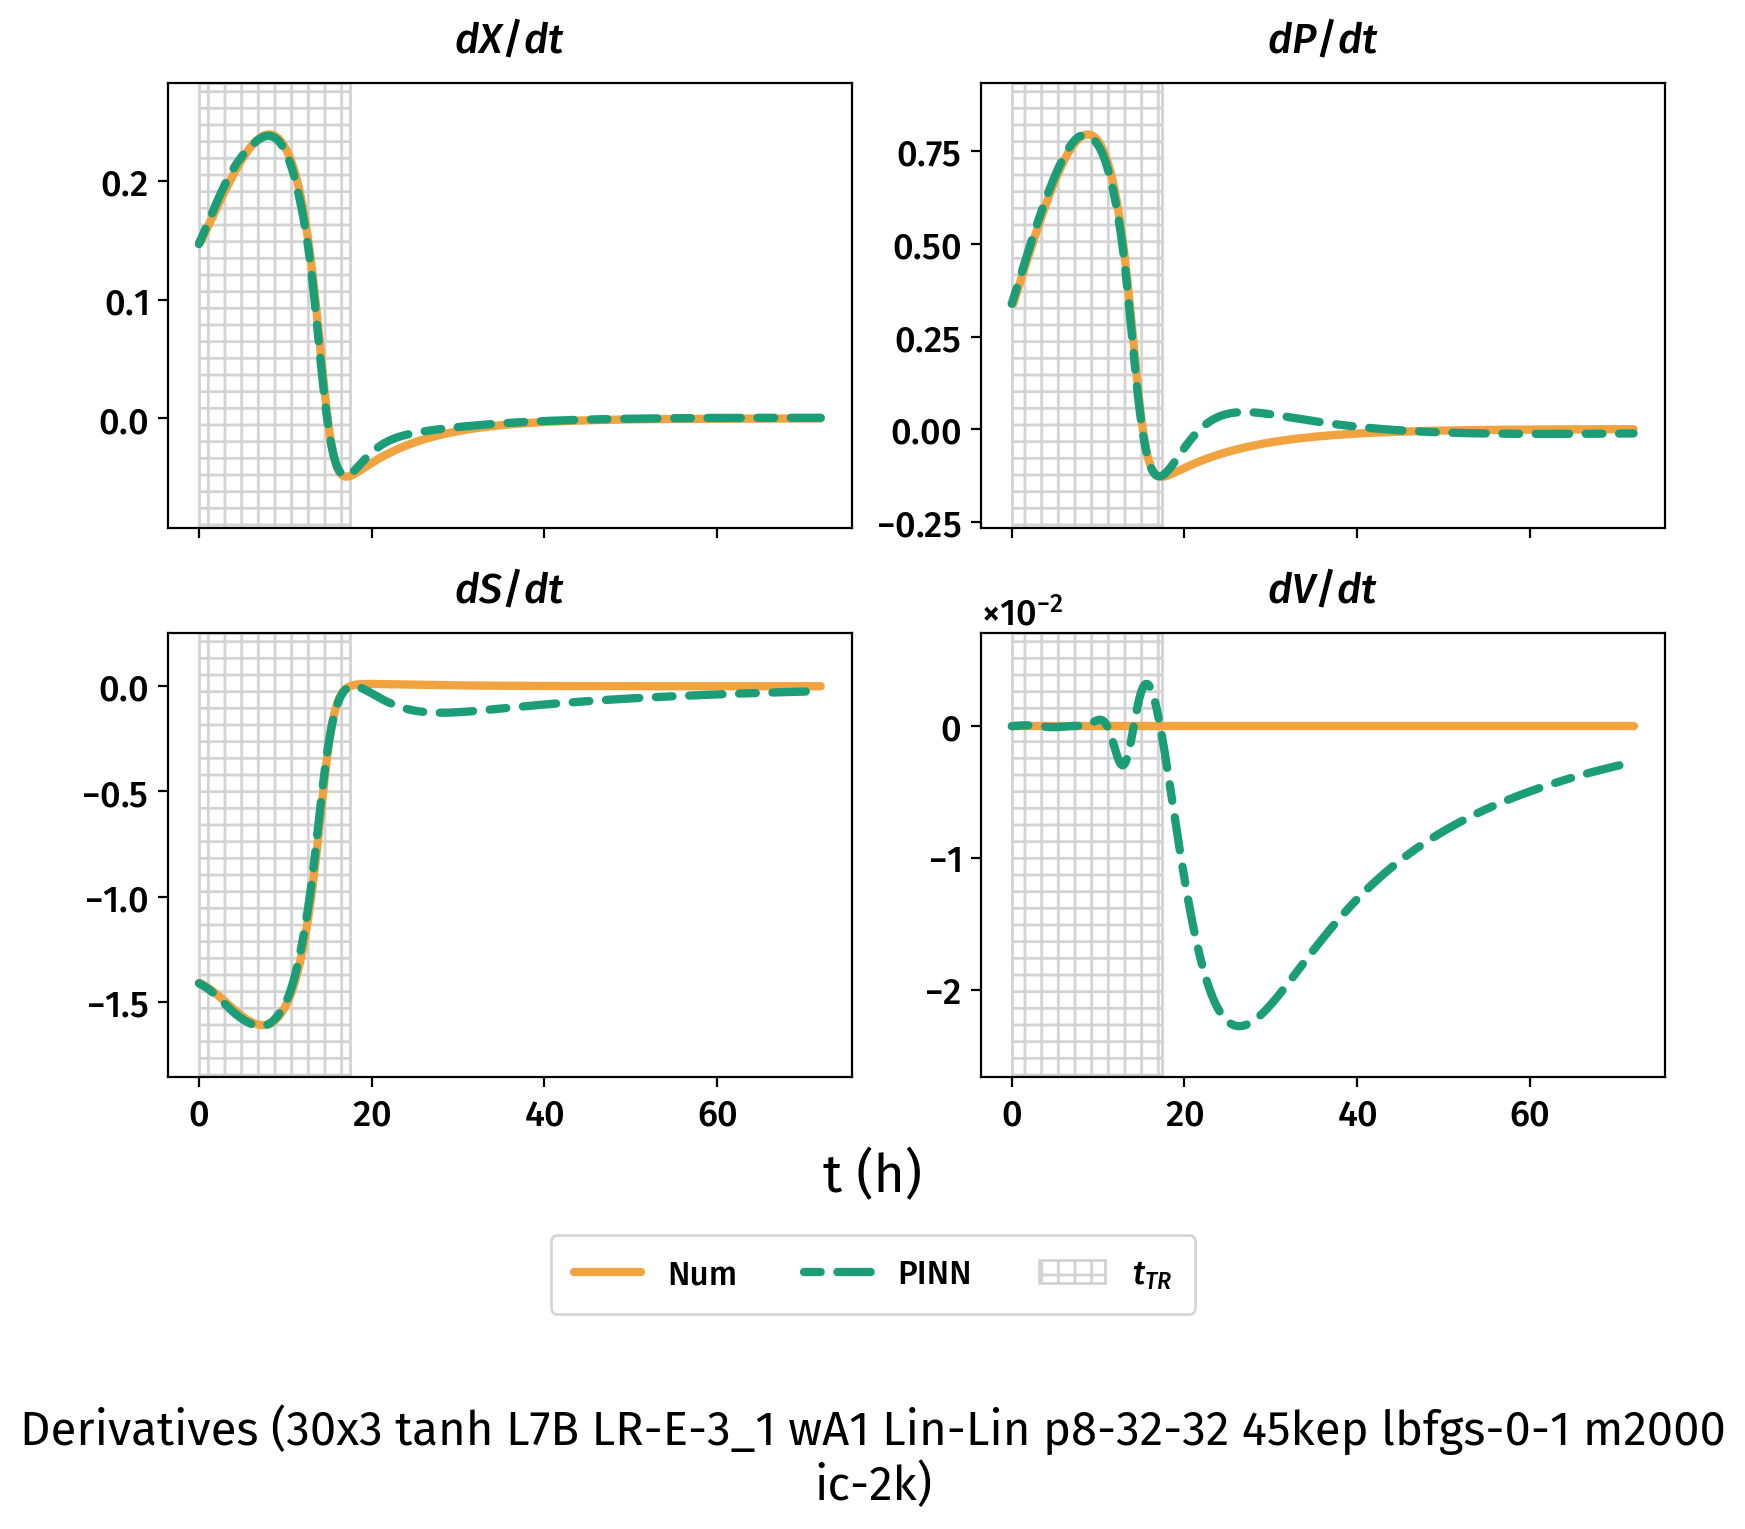 dX/dt
dP/dt
0.2
0.1
0.0
0.75
0.50
0.25
0.00
−0.25
dS/dt
dV/dt
×10⁻²
0.0
−0.5
−1.0
−1.5
0
−1
−2
0 20 40 60
0 20 40 60
t (h)
Num PINN t_TR
Derivatives (30x3 tanh L7B LR-E-3_1 wA1 Lin-Lin p8-32-32 45kep lbfgs-0-1 m2000
ic-2k)